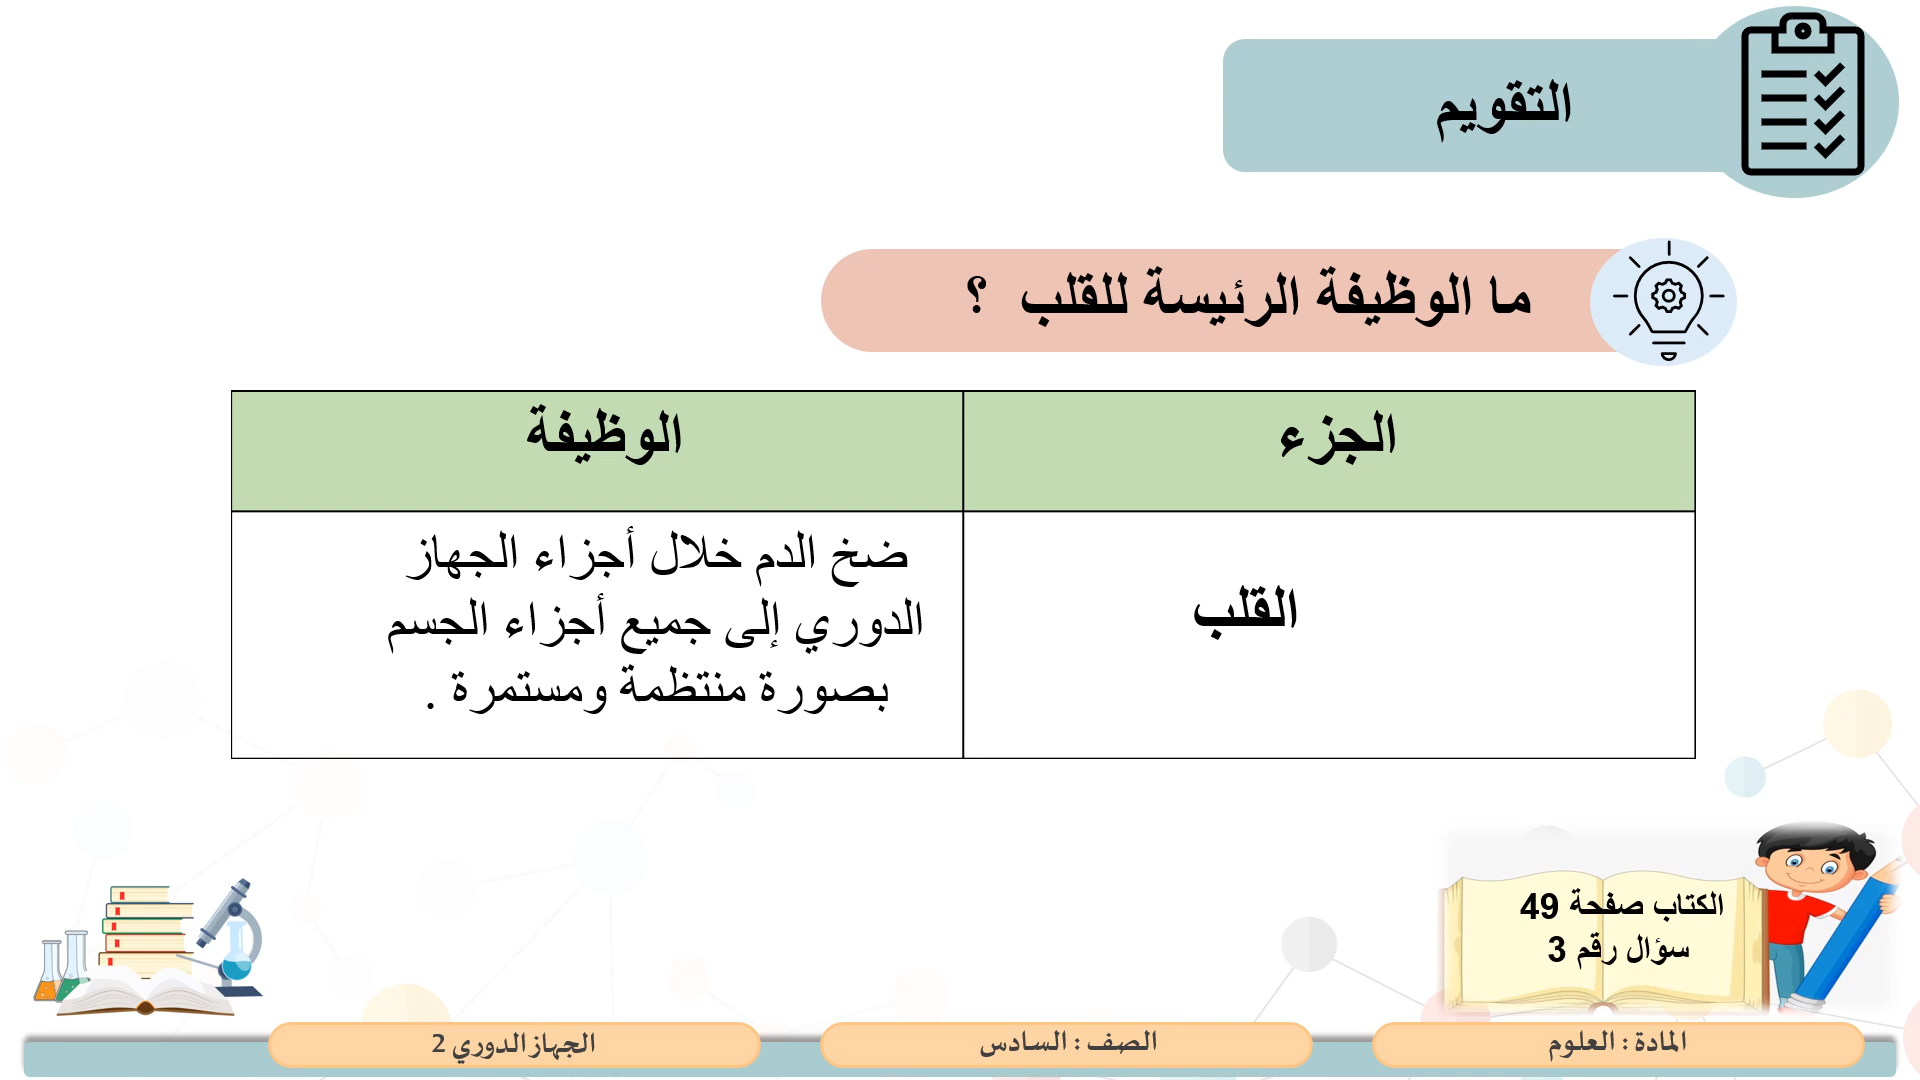 التقويم
ما الوظيفة الرئيسة للقلب ؟
الجزء
الوظيفة
القلب
ضخ الدم خلال أجزاء الجهاز
الدوري إلى جميع أجزاء الجسم
بصورة منتظمة ومستمرة .
الكتاب صفحة 49
سؤال رقم 3
المادة : العلوم
الصف : السادس
الجهاز الدوري 2